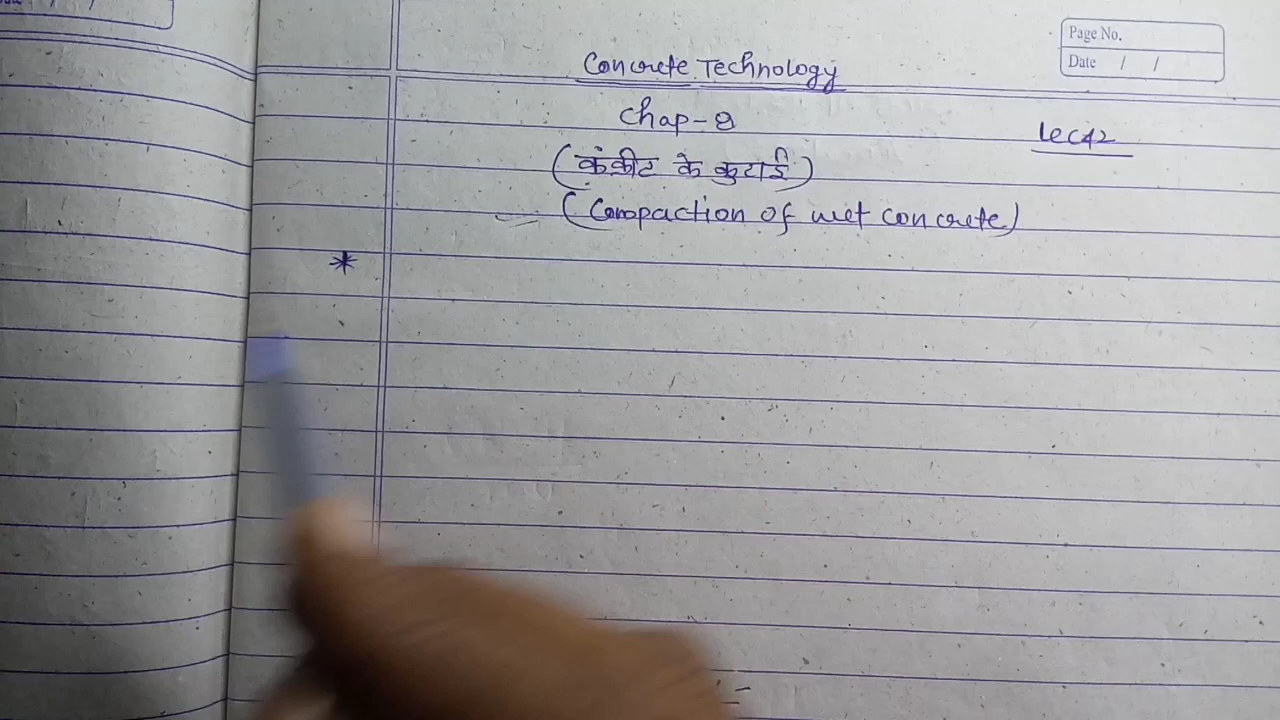 Page No.
Date / /
Concrete Technology
Chap-8
Lec42
(कंक्रीट के कुटाई)
(Compaction of wet concrete)
*